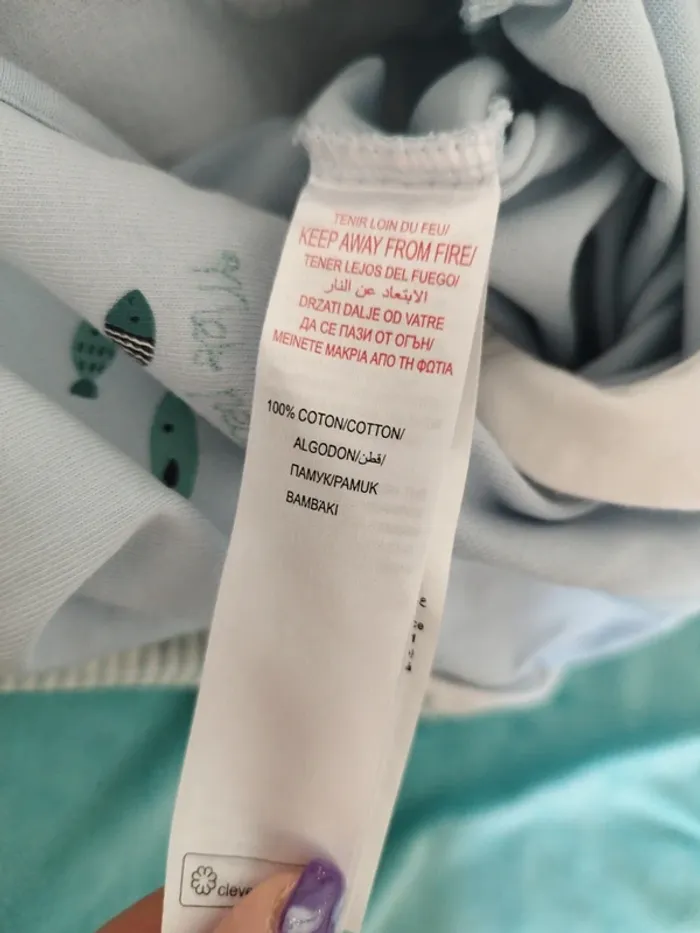 TENIR LOIN DU FEU/
KEEP AWAY FROM FIRE/
TENER LEJOS DEL FUEGO/
الابتعاد عن النار
DRZATI DALJE OD VATRE
ДА СЕ ПАЗИ ОТ ОГЪН/
ΜΕΙΝΕΤΕ ΜΑΚΡΙΑ ΑΠΟ ΤΗ ΦΩΤΙΑ
100% COTON/COTTON/
ALGODON/قطن/
ПАМУК/PAMUK
BAMBAKI